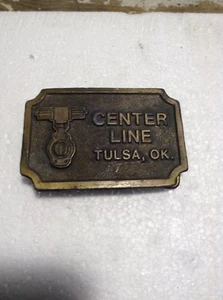 CENTER
LINE
TULSA, OK.